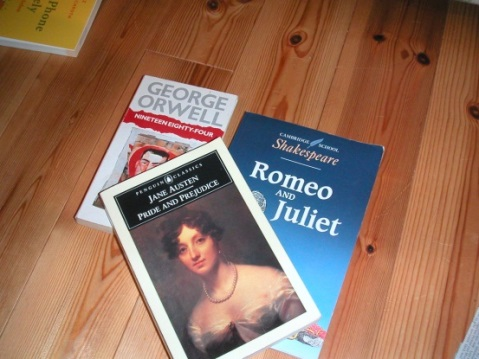 Phone
ely
GEORGE
ORWELL
NINETEEN EIGHTY-FOUR
PENGUIN CLASSICS
JANE AUSTEN
PRIDE AND PREJUDICE
CAMBRIDGE SCHOOL
Shakespeare
Romeo
AND
Juliet